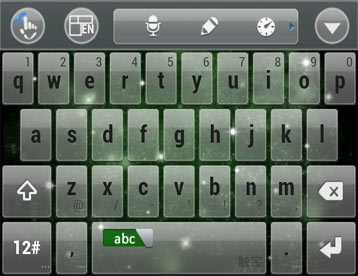 EN
1 2 3 4 5 6 7 8 9 0
q w e r t y u i o p
a s d f g h j k l
z x c v b n m
@ / - _ ( ) : ; ! ?
12# , abc 触宝 .
... ... ...